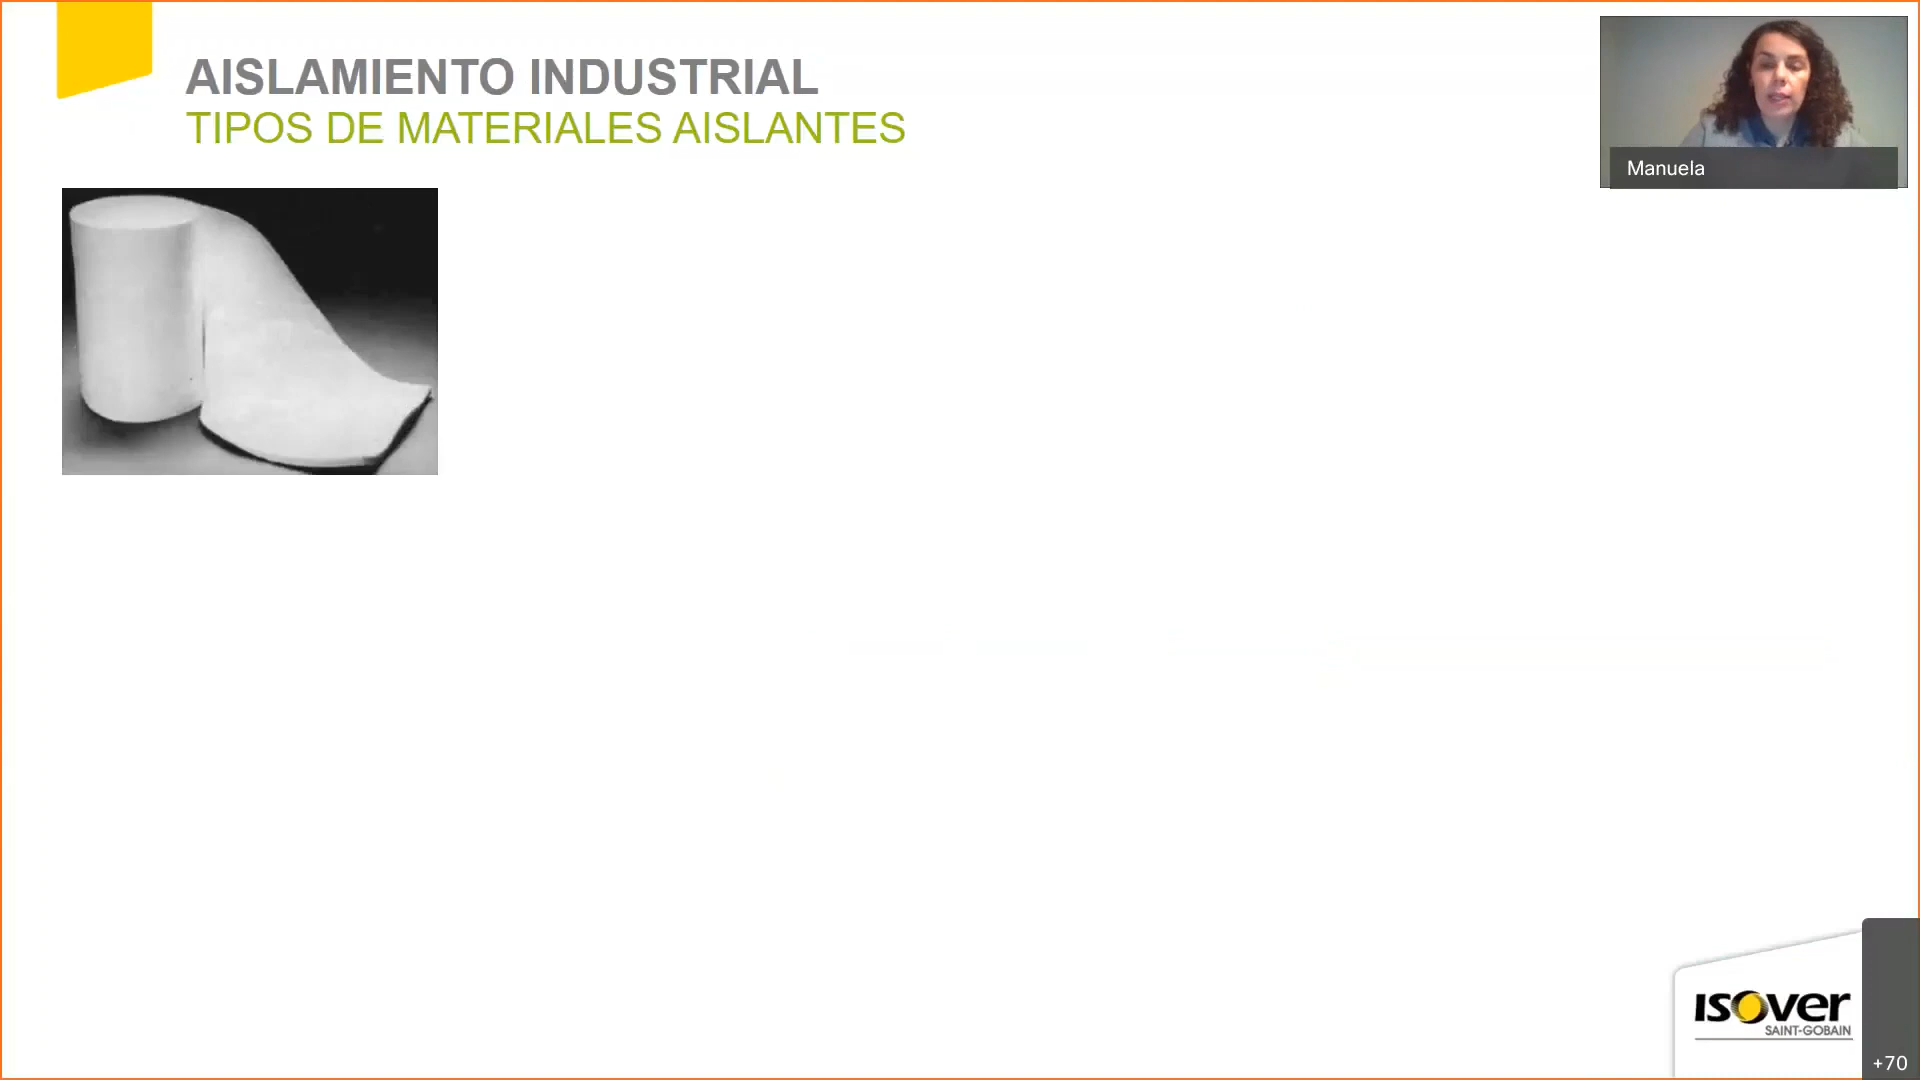 AISLAMIENTO INDUSTRIAL
TIPOS DE MATERIALES AISLANTES
Manuela
ISOVER
SAINT-GOBAIN
+70